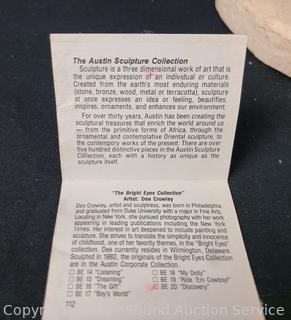 The Austin Sculpture Collection
Sculpture is a three dimensional work of art that is
the unique expression of an individual or culture.
Created from the earth's most enduring materials
(stone, bronze, wood, metal or terracotta), sculpture
at once expresses an idea or feeling, beautifies,
inspires, ornaments, and enhances our environment.
For over thirty years, Austin has been creating the
sculptural treasures that enrich the world around us
— from the primitive forms of Africa, through the
ornamental and contemplative Oriental sculpture, to
the contempory works of the present. There are over
five hundred distinctive pieces in the Austin Sculpture
Collection, each with a history as unique as the
sculpture itself.
"The Bright Eyes Collection"
Artist: Dee Crowley
Dee Crowley, artist and sculptress, was born in Philadelphia
and graduated from Duke University with a major in Fine Arts.
Locating in New York, she pursued photography with her work
appearing in leading publications including the New York
Times. Her interest in art deepened to include painting and
sculpture. She strives to translate the simplicity and innocence
of childhood, one of her favorite themes, in the "Bright Eyes"
collection. Dee currently resides in Wilmington, Delaware.
Sculpted in 1982, the originals of the Bright Eyes Collection
are in the Austin Corporate Collection.
BE 14 "Listening"
BE 15 "Dreaming"
BE 16 "The Gift"
BE 17 "Boy's World"
BE 18 "My Dolly"
BE 19 "Ride 'Em Cowboy!"
BE 20 "Discovery"
112
Copyright Puget Sound Auction Service